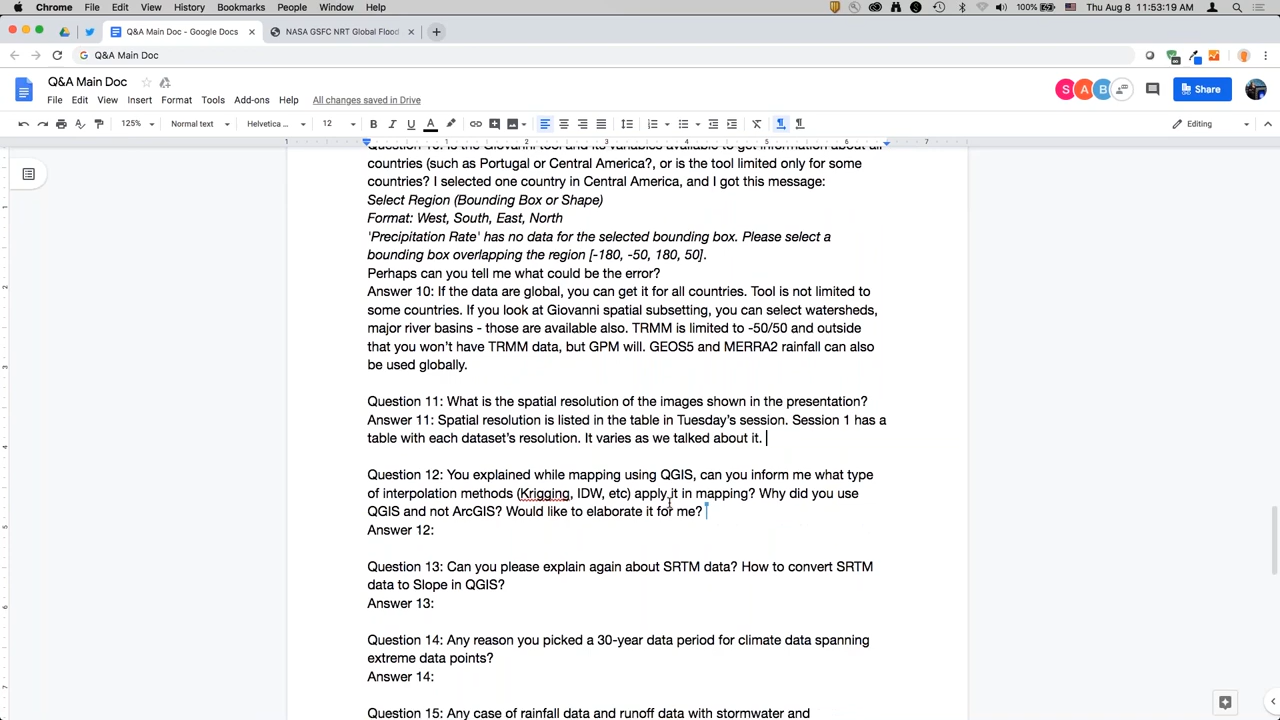 Chrome File Edit View History Bookmarks People Window Help 100% Thu Aug 8 11:53:19 AM
Q&A Main Doc - Google Docs NASA GSFC NRT Global Flood
Q&A Main Doc
Q&A Main Doc
S A B Share
File Edit View Insert Format Tools Add-ons Help All changes saved in Drive
125% Normal text Helvetica ... 12 B I U A Editing
1 1 2 3 4 5 6 7
countries (such as Portugal or Central America?, or is the tool limited only for some
countries? I selected one country in Central America, and I got this message:
Select Region (Bounding Box or Shape)
Format: West, South, East, North
'Precipitation Rate' has no data for the selected bounding box. Please select a
bounding box overlapping the region [-180, -50, 180, 50].
Perhaps can you tell me what could be the error?
Answer 10: If the data are global, you can get it for all countries. Tool is not limited to
some countries. If you look at Giovanni spatial subsetting, you can select watersheds,
major river basins - those are available also. TRMM is limited to -50/50 and outside
that you won't have TRMM data, but GPM will. GEOS5 and MERRA2 rainfall can also
be used globally.
Question 11: What is the spatial resolution of the images shown in the presentation?
Answer 11: Spatial resolution is listed in the table in Tuesday's session. Session 1 has a
table with each dataset's resolution. It varies as we talked about it.
Question 12: You explained while mapping using QGIS, can you inform me what type
of interpolation methods (Krigging, IDW, etc) apply it in mapping? Why did you use
QGIS and not ArcGIS? Would like to elaborate it for me?
Answer 12:
Question 13: Can you please explain again about SRTM data? How to convert SRTM
data to Slope in QGIS?
Answer 13:
Question 14: Any reason you picked a 30-year data period for climate data spanning
extreme data points?
Answer 14:
Question 15: Any case of rainfall data and runoff data with stormwater and